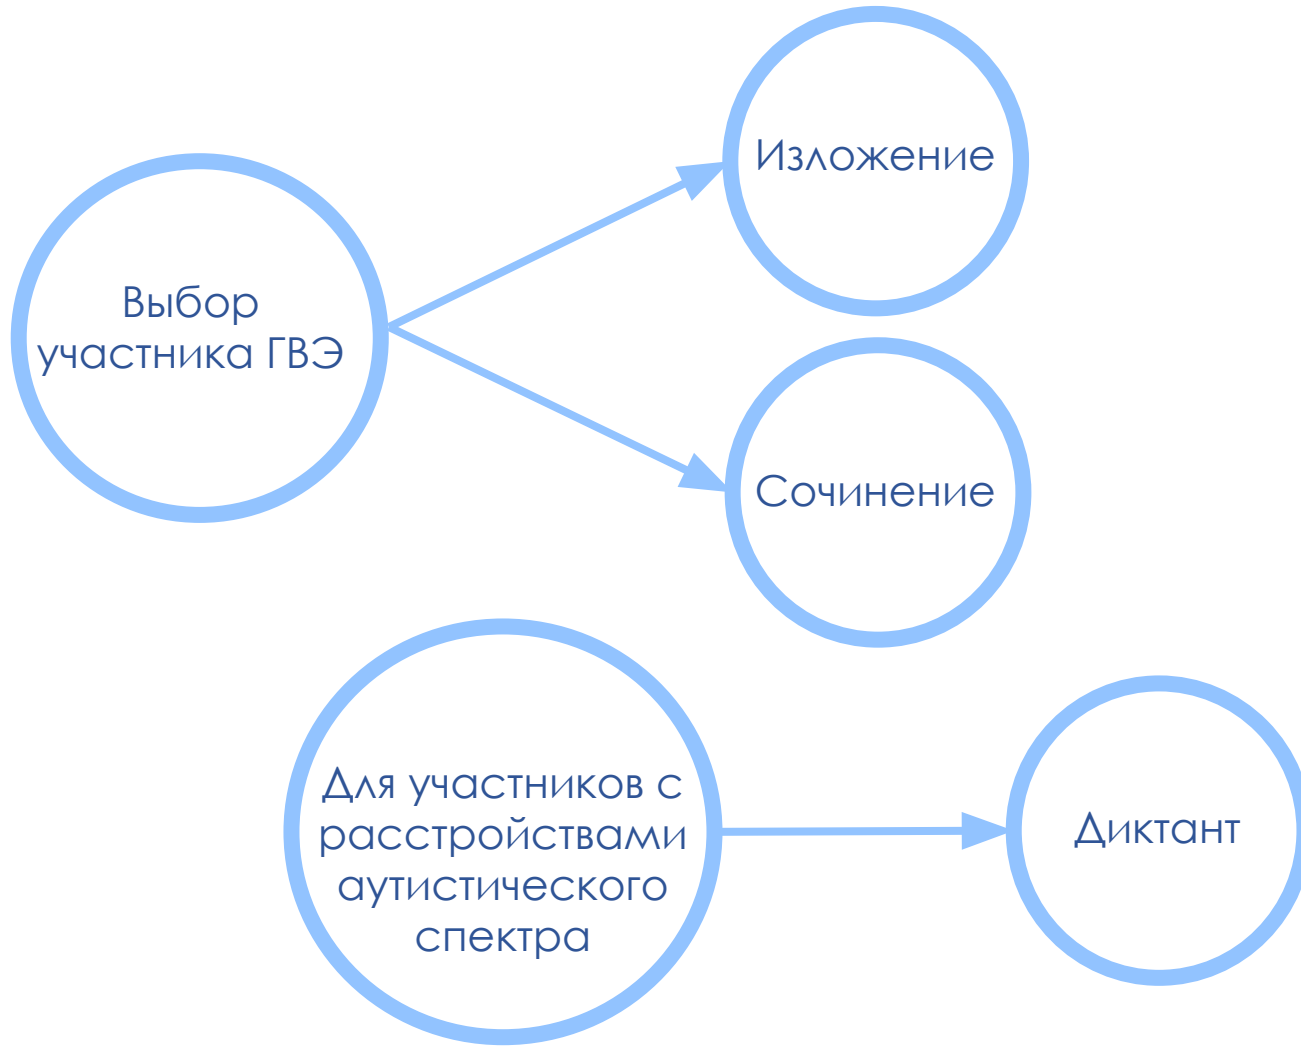 Изложение
Выбор
участника ГВЭ
Сочинение
Для участников с
расстройствами
аутистического
спектра
Диктант